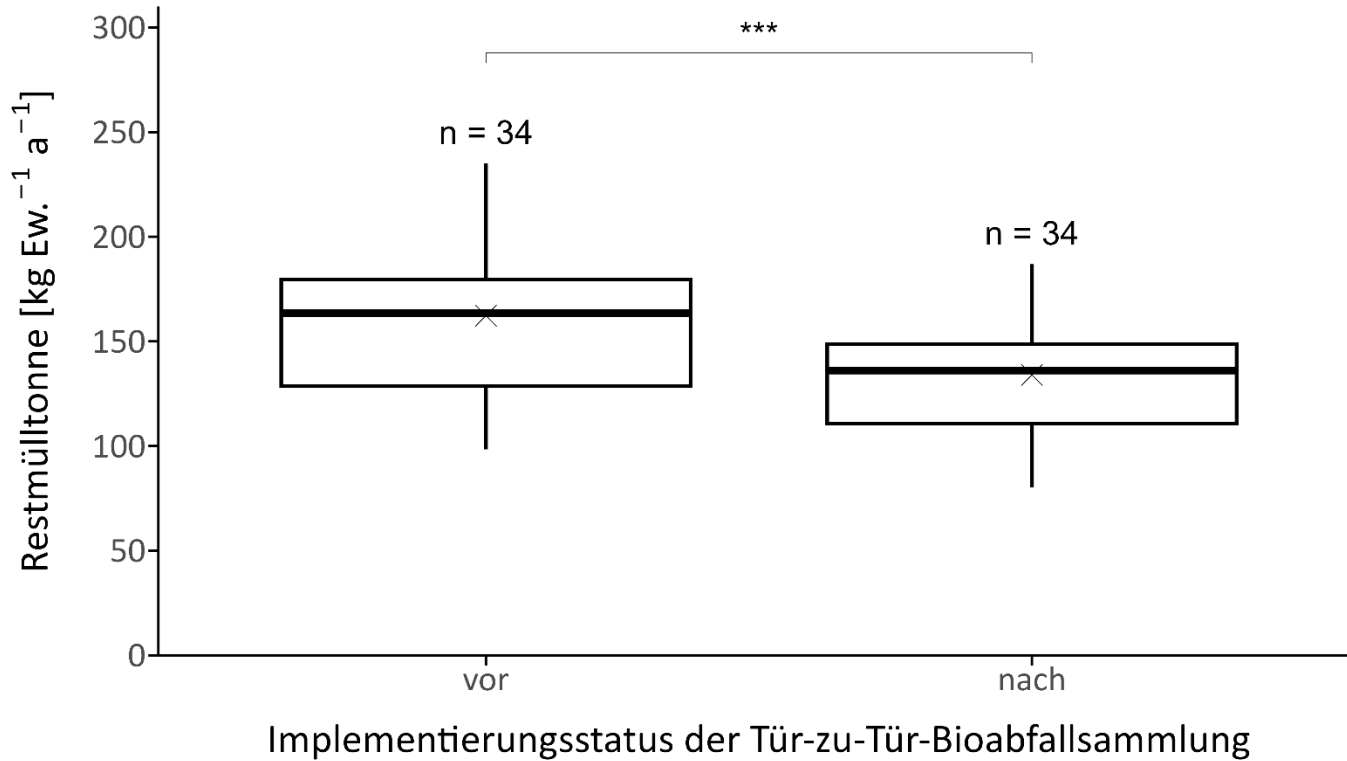 ***
300
250
200
150
100
50
0
n = 34
n = 34
Restmülltonne [kg Ew.⁻¹ a⁻¹]
vor
nach
Implementierungsstatus der Tür-zu-Tür-Bioabfallsammlung